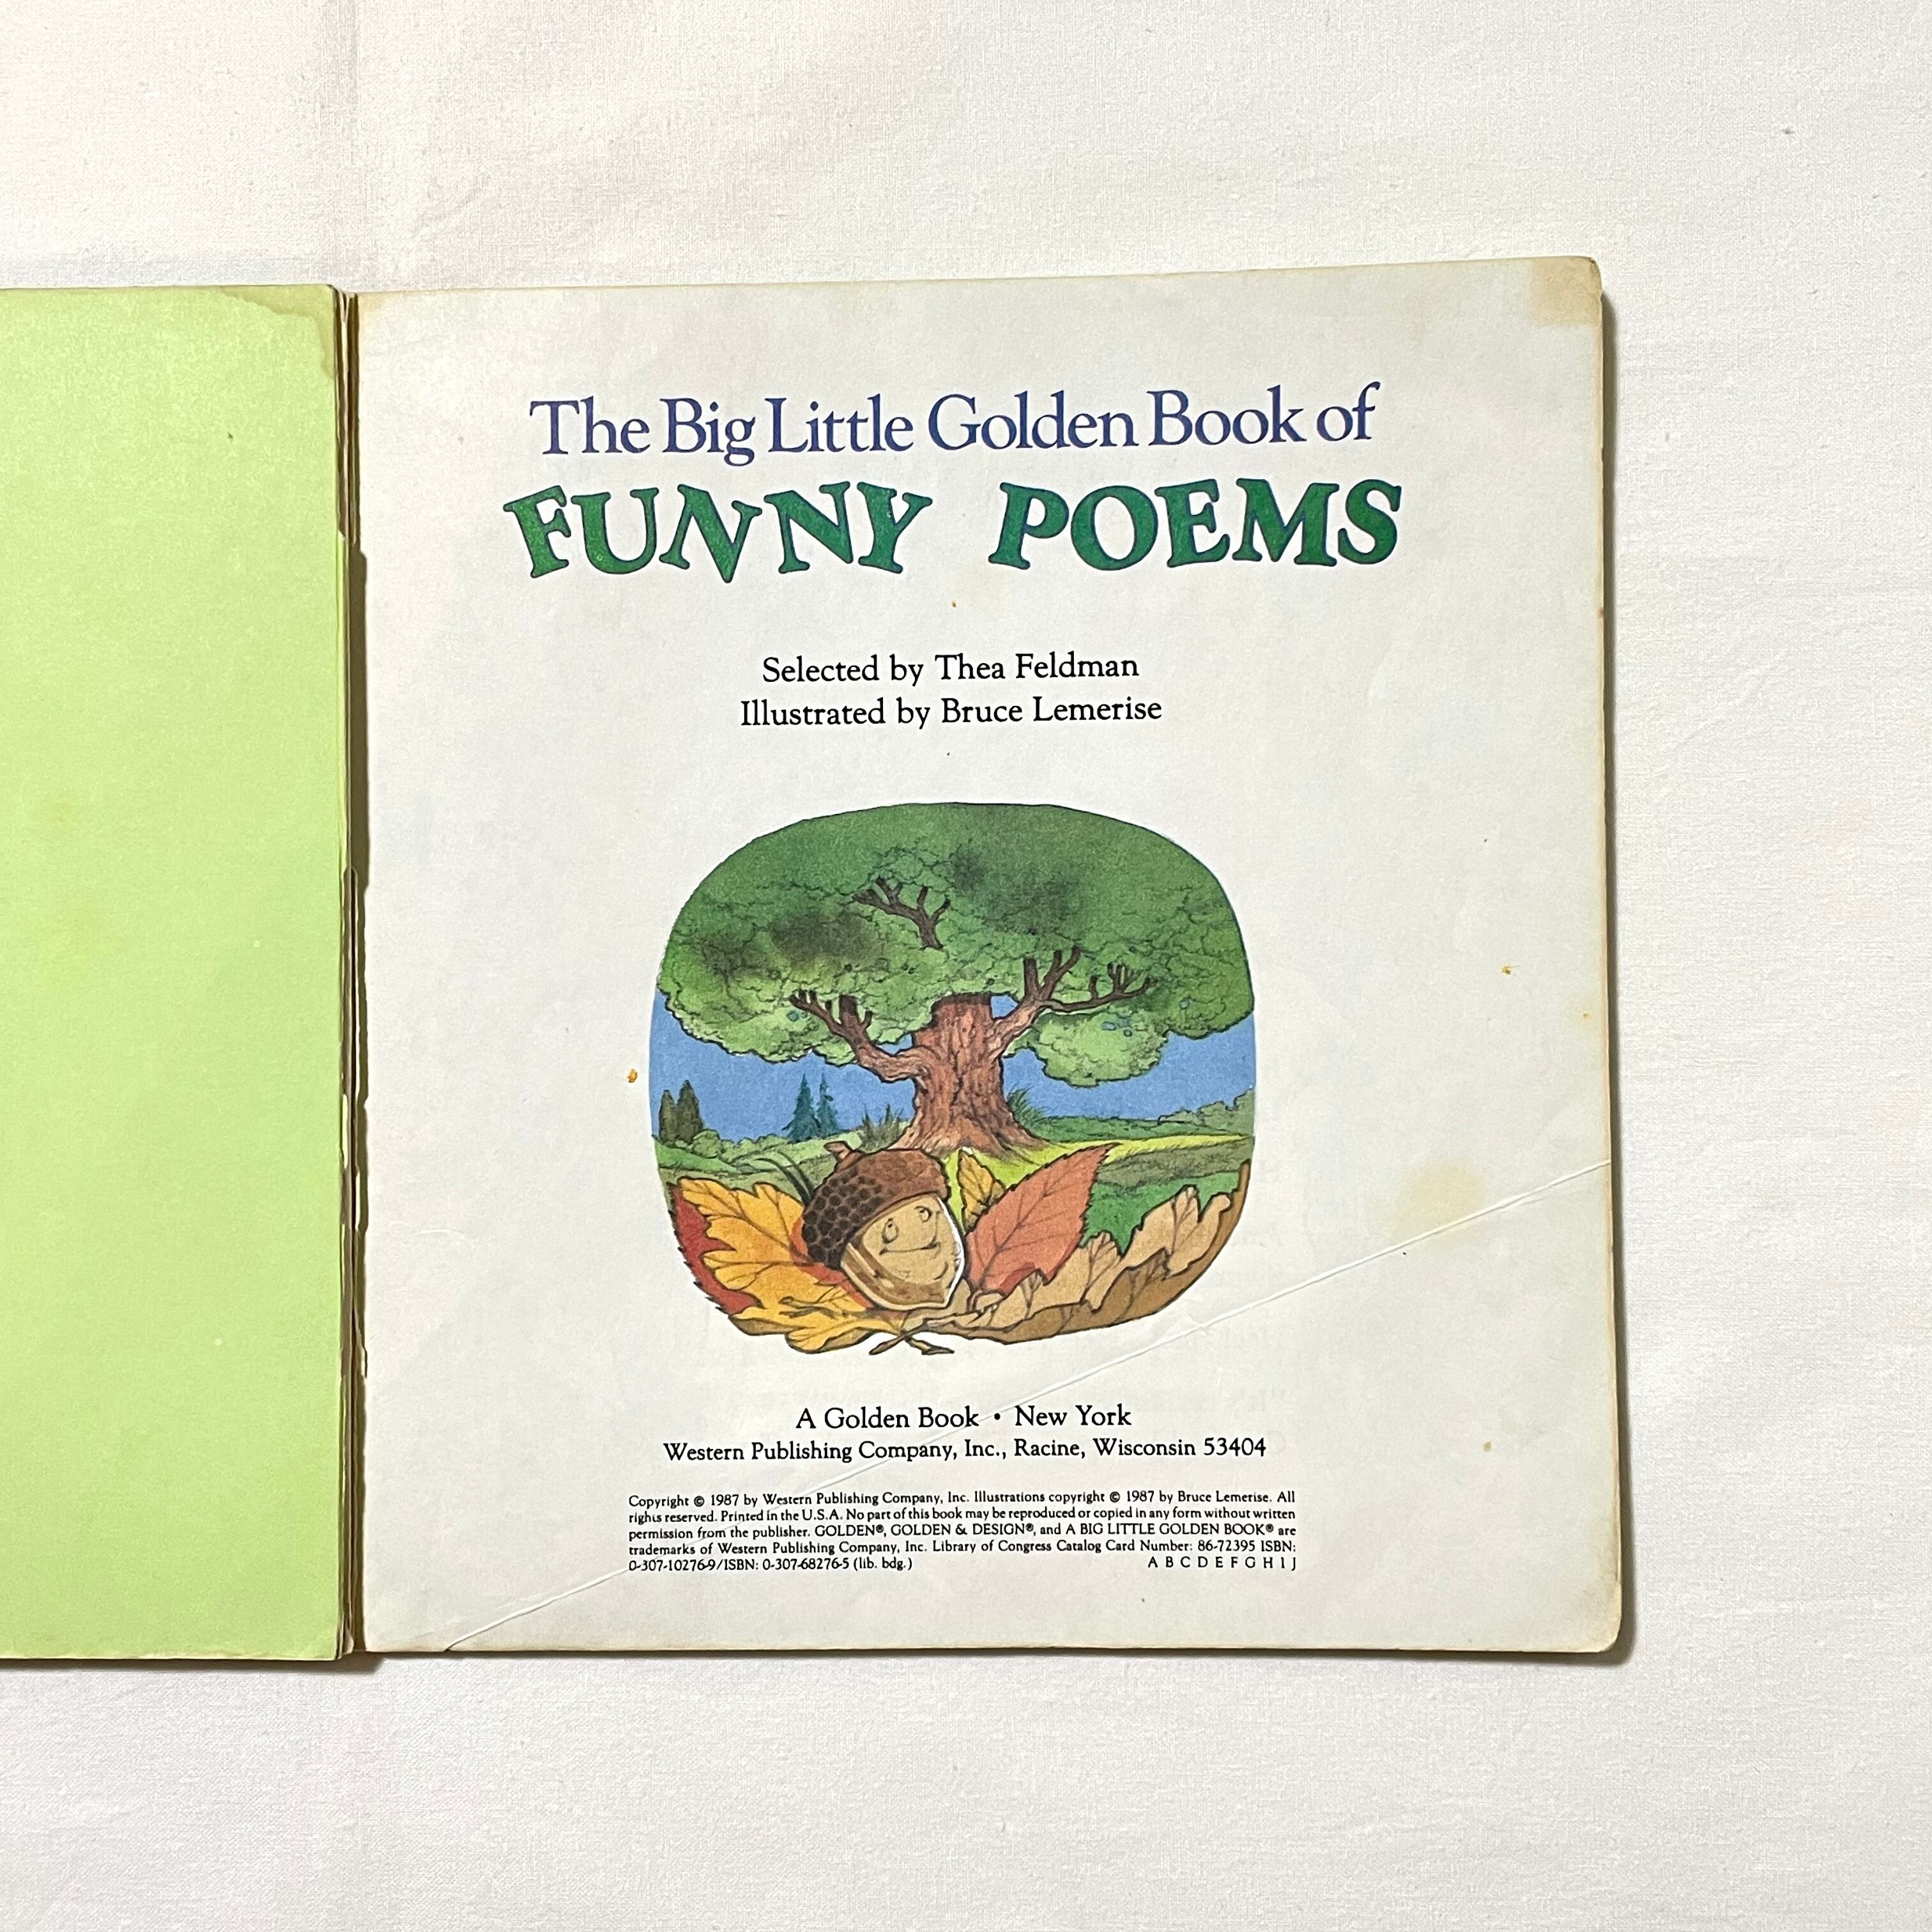 The Big Little Golden Book of
FUNNY POEMS
Selected by Thea Feldman
Illustrated by Bruce Lemerise
A Golden Book • New York
Western Publishing Company, Inc., Racine, Wisconsin 53404
Copyright © 1987 by Western Publishing Company, Inc. Illustrations copyright © 1987 by Bruce Lemerise. All
rights reserved. Printed in the U.S.A. No part of this book may be reproduced or copied in any form without written
permission from the publisher. GOLDEN®, GOLDEN & DESIGN®, and A BIG LITTLE GOLDEN BOOK® are
trademarks of Western Publishing Company, Inc. Library of Congress Catalog Card Number: 86-72395 ISBN:
0-307-10276-9/ISBN: 0-307-68276-5 (lib. bdg.) A B C D E F G H I J